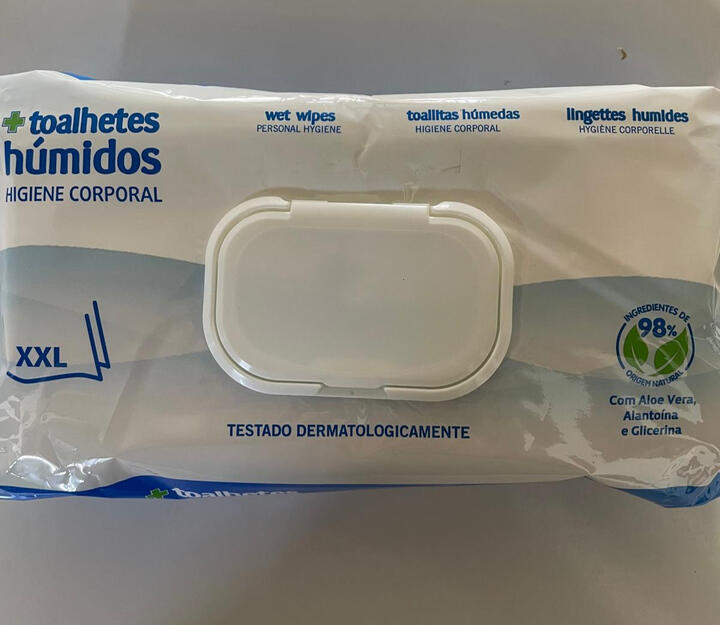 toalhetes
húmidos
HIGIENE CORPORAL
wet wipes
PERSONAL HYGIENE
toallitas húmedas
HIGIENE CORPORAL
lingettes humides
HYGIÈNE CORPORELLE
XXL
INGREDIENTES DE
98%
ORIGEM NATURAL
Com Aloe Vera,
Alantoína
e Glicerina
TESTADO DERMATOLOGICAMENTE
toalhetes